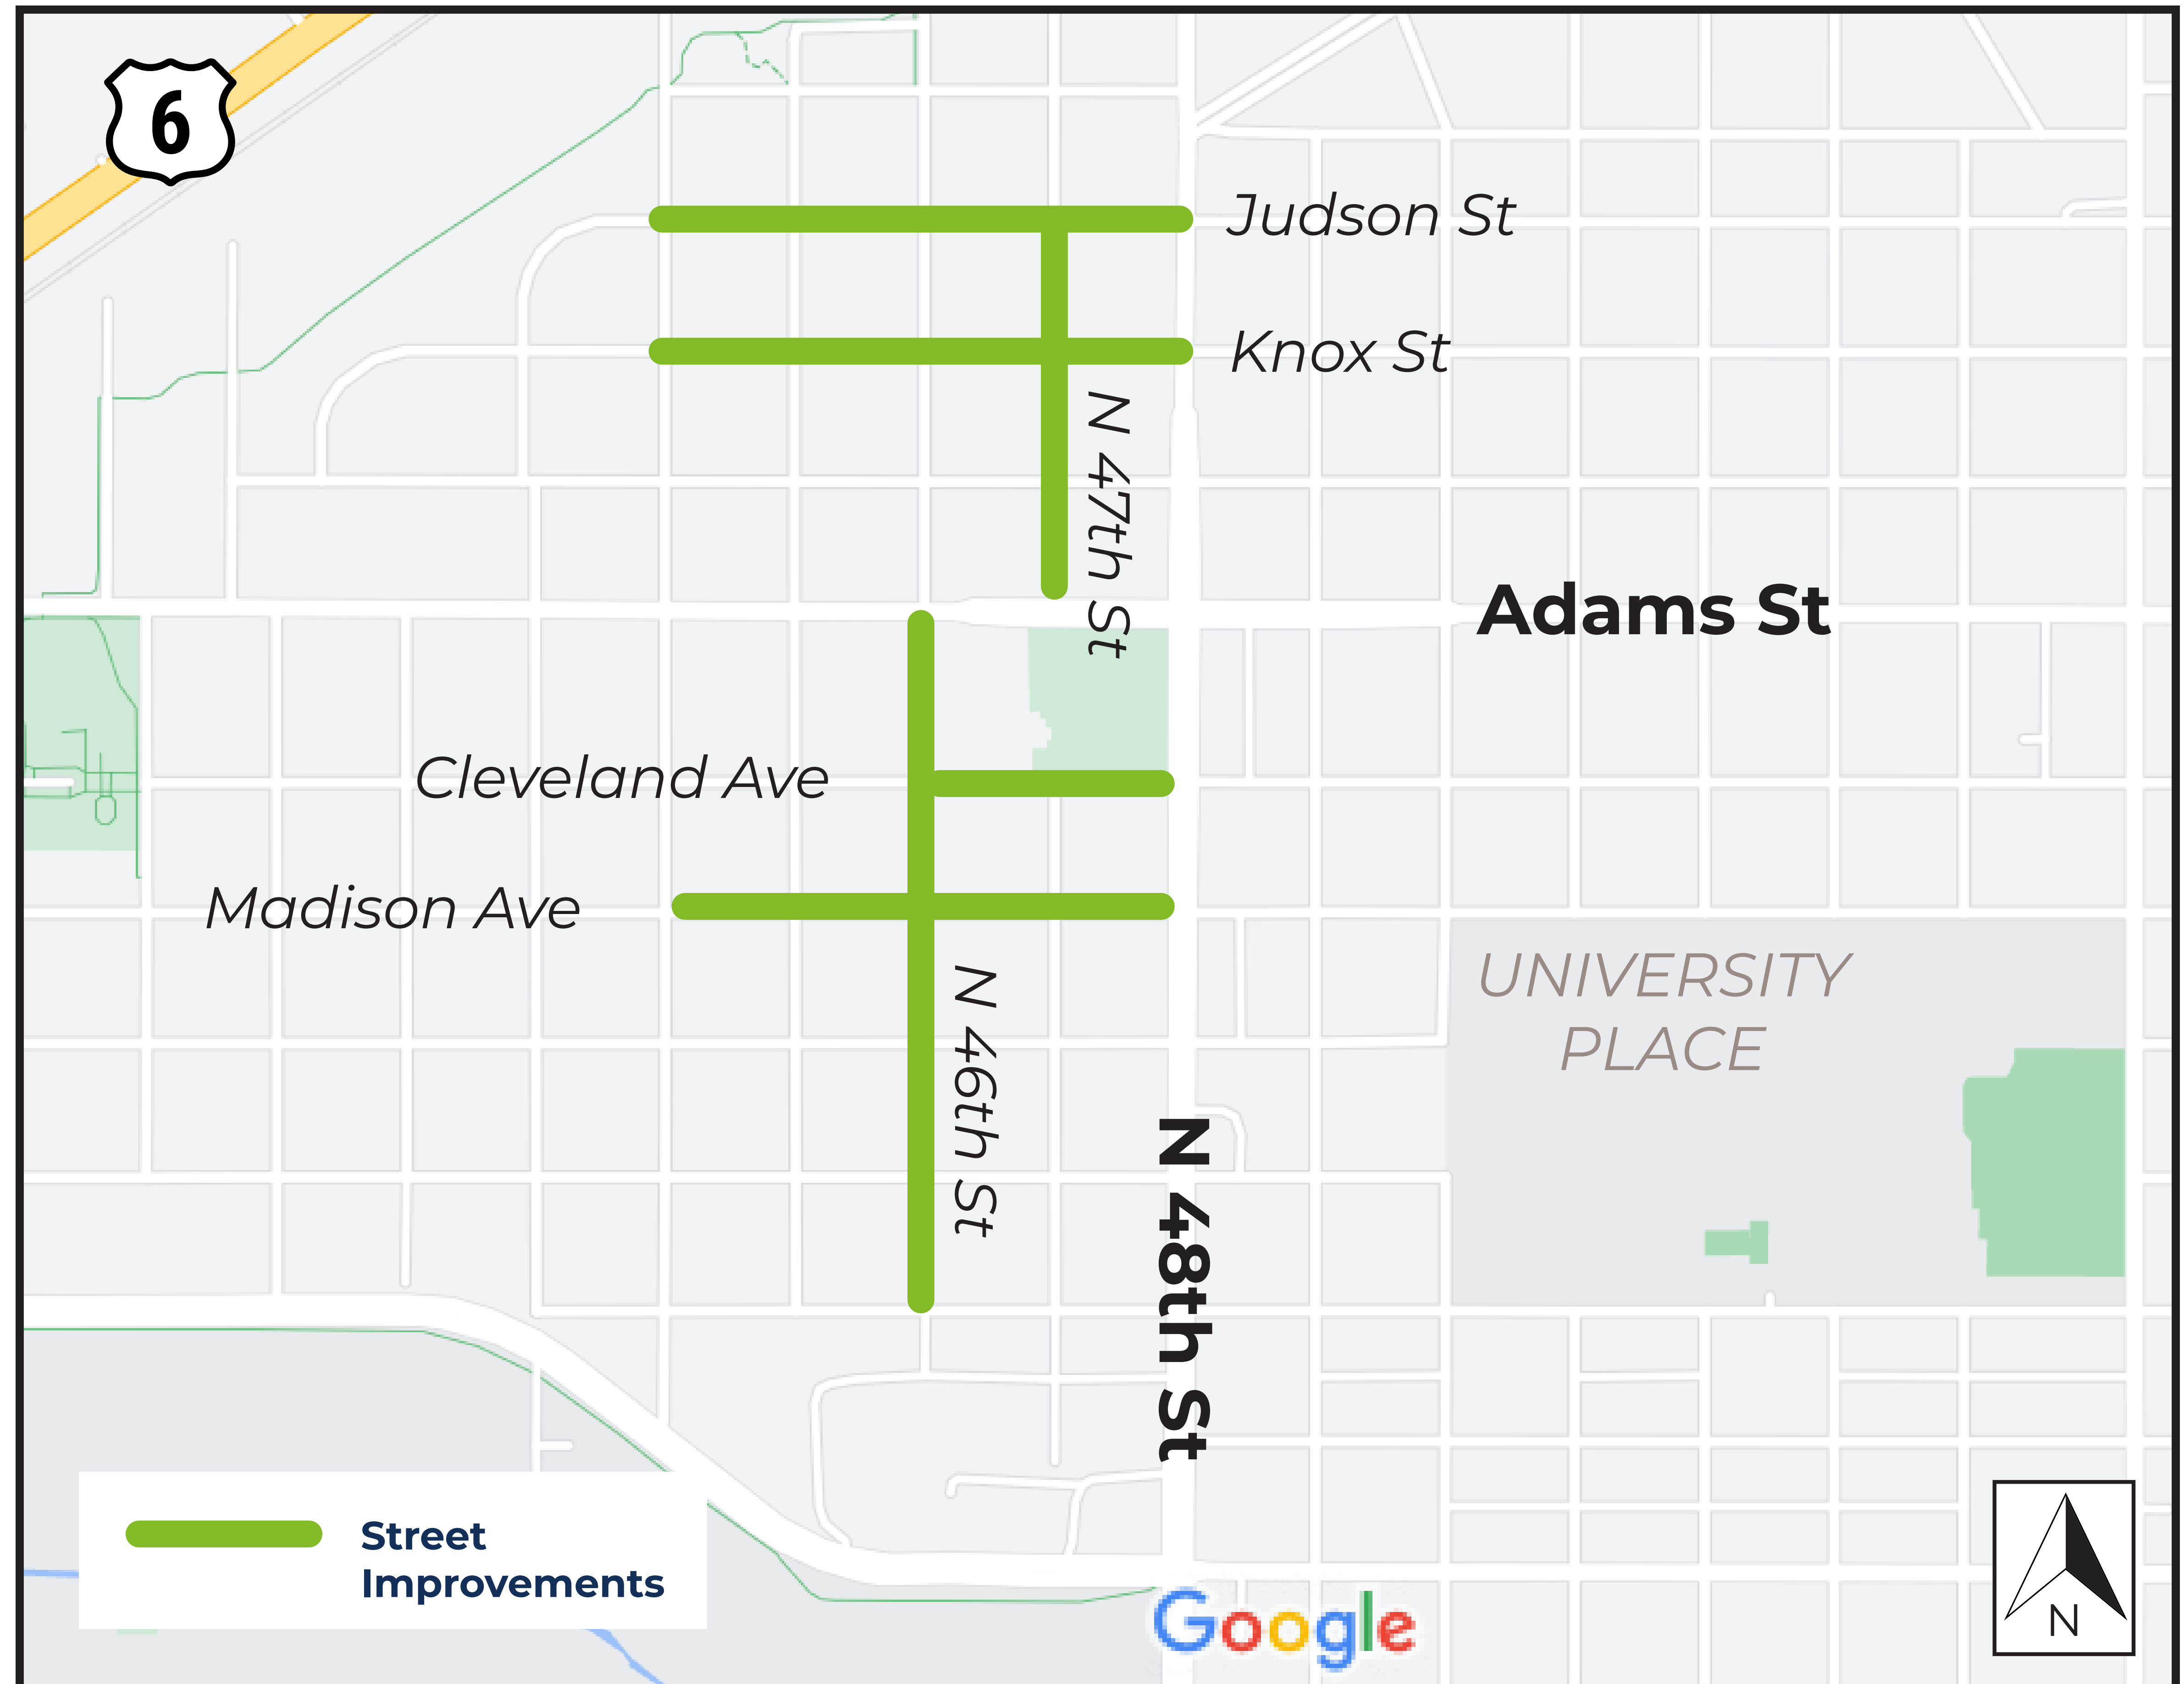 6
Judson St
Knox St
N 47th St
Adams St
Cleveland Ave
Madison Ave
UNIVERSITY
PLACE
N 46th St
N 48th St
Street
Improvements
Google
N